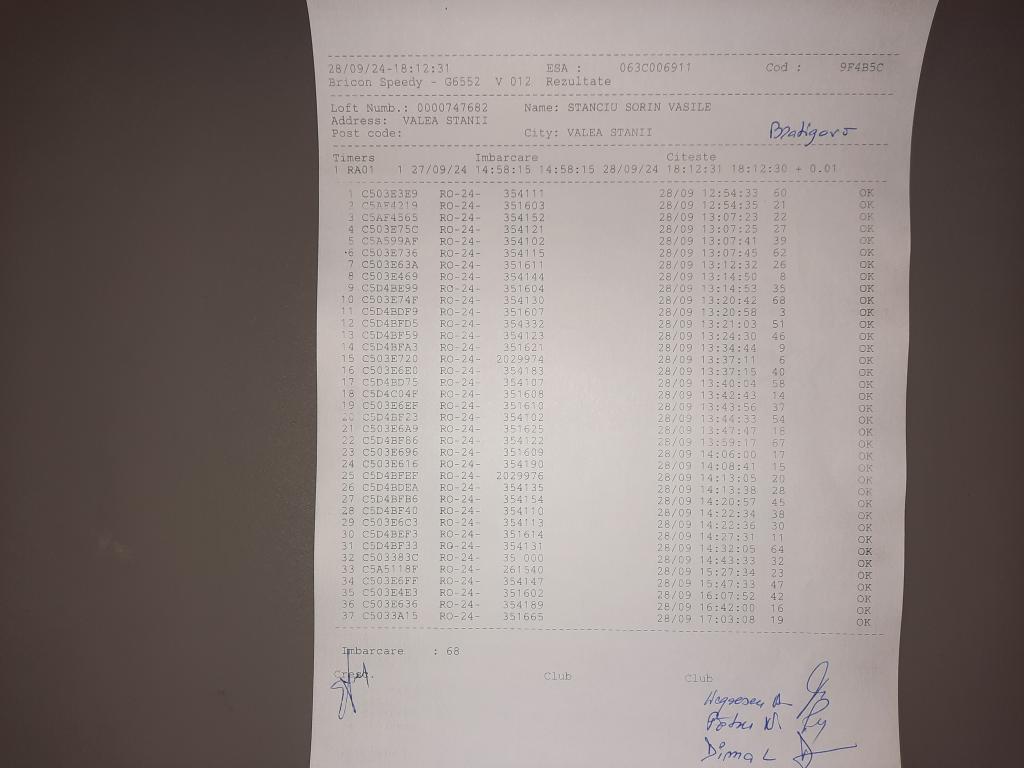 28/09/24-18:12:31 ESA : 063C006911 Cod : 9F4B5C
Bricon Speedy - G6552 V 012 Rezultate
Loft Numb.: 0000747682 Name: STANCIU SORIN VASILE
Address: VALEA STANII
Post code: City: VALEA STANII
Timers Imbarcare Citeste
1 RA01 1 27/09/24 14:58:15 14:58:15 28/09/24 18:12:31 18:12:30 + 0.01
1 C503E3E9 RO-24- 354111 28/09 12:54:33 60 OK
2 C5AF4219 RO-24- 351603 28/09 12:54:35 21 OK
3 C5AF4565 RO-24- 354152 28/09 13:07:23 22 OK
4 C503E75C RO-24- 354121 28/09 13:07:25 27 OK
5 C5A599AF RO-24- 354102 28/09 13:07:41 39 OK
6 C503E736 RO-24- 354115 28/09 13:07:45 62 OK
7 C503E63A RO-24- 351611 28/09 13:12:32 26 OK
8 C503E469 RO-24- 354144 28/09 13:14:50 8 OK
9 C5D4BE99 RO-24- 351604 28/09 13:14:53 35 OK
10 C503E74F RO-24- 354130 28/09 13:20:42 68 OK
11 C5D4BDF9 RO-24- 351607 28/09 13:20:58 3 OK
12 C5D4BFD5 RO-24- 354332 28/09 13:21:03 51 OK
13 C5D4BF59 RO-24- 354123 28/09 13:24:30 46 OK
14 C5D4BFA3 RO-24- 351621 28/09 13:34:44 9 OK
15 C503E720 RO-24- 2029974 28/09 13:37:11 6 OK
16 C503E6E0 RO-24- 354183 28/09 13:37:15 40 OK
17 C5D4BD75 RO-24- 354107 28/09 13:40:04 58 OK
18 C5D4C04F RO-24- 351608 28/09 13:42:43 14 OK
19 C503E6EF RO-24- 351610 28/09 13:43:56 37 OK
20 C5D4BF23 RO-24- 354102 28/09 13:44:33 54 OK
21 C503E6A9 RO-24- 351625 28/09 13:47:47 18 OK
22 C5D4BF86 RO-24- 354122 28/09 13:59:17 67 OK
23 C503E696 RO-24- 351609 28/09 14:06:00 17 OK
24 C503E616 RO-24- 354190 28/09 14:08:41 15 OK
25 C5D4BFEF RO-24- 2029976 28/09 14:13:05 20 OK
26 C5D4BDEA RO-24- 354135 28/09 14:13:38 28 OK
27 C5D4BFB6 RO-24- 354154 28/09 14:20:57 45 OK
28 C5D4BF40 RO-24- 354110 28/09 14:22:34 38 OK
29 C503E6C3 RO-24- 354113 28/09 14:22:36 30 OK
30 C5D4BEF3 RO-24- 351614 28/09 14:27:31 11 OK
31 C5D4BF33 RO-24- 354131 28/09 14:32:05 64 OK
32 C503383C RO-24- 35 000 28/09 14:43:33 32 OK
33 C5A5118F RO-24- 261540 28/09 15:27:34 23 OK
34 C503E6FF RO-24- 354147 28/09 15:47:33 47 OK
35 C503E4E3 RO-24- 351602 28/09 16:07:52 42 OK
36 C503E636 RO-24- 354189 28/09 16:42:00 16 OK
37 C5033A15 RO-24- 351665 28/09 17:03:08 19 OK
Imbarcare : 68
Cresc. Club Club
Dima L